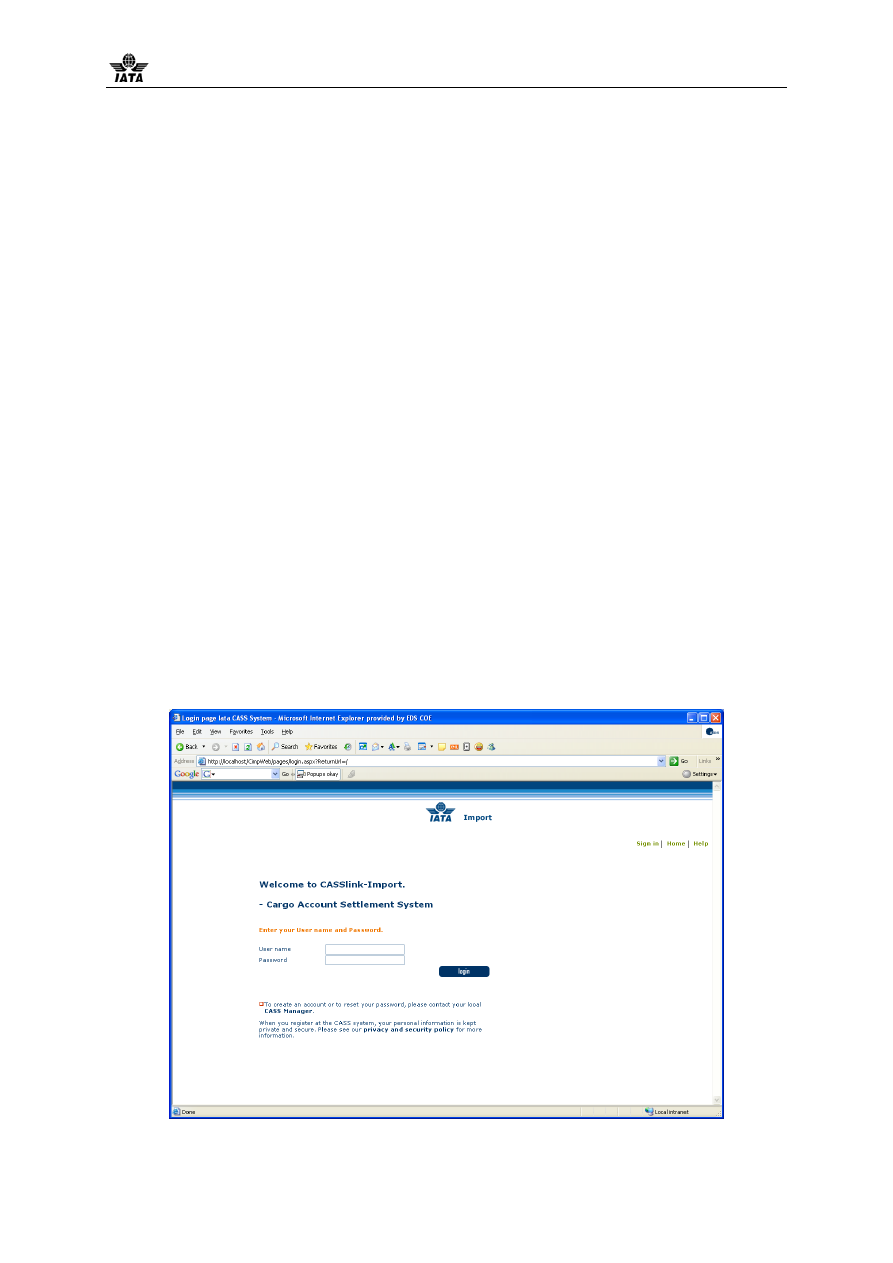 IATA
Login page Iata CASS System - Microsoft Internet Explorer provided by EDS COE
File Edit View Favorites Tools Help
Back Search Favorites
Address http://localhost/CimpWeb/pages/login.aspx?ReturnUrl=/ Go Links »
Google G Go Popups okay Settings
IATA Import
Sign in | Home | Help
Welcome to CASSlink-Import.
- Cargo Account Settlement System
Enter your User name and Password.
User name
Password
login
To create an account or to reset your password, please contact your local
CASS Manager.
When you register at the CASS system, your personal information is kept
private and secure. Please see our privacy and security policy for more
information.
Done Local intranet